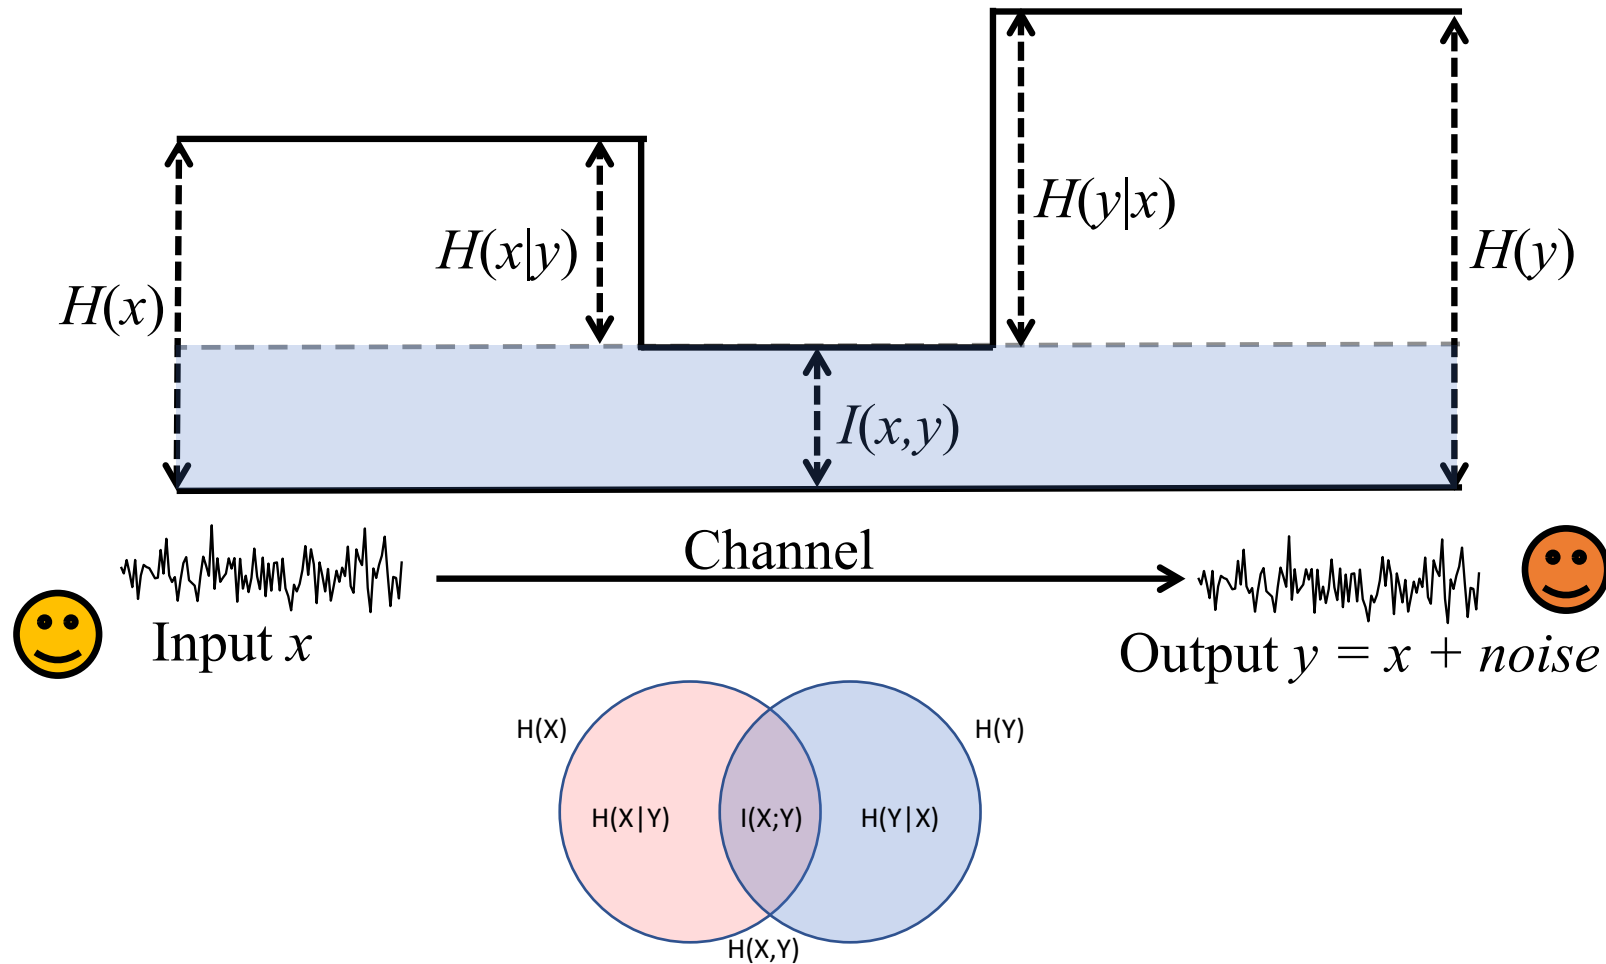 H(y|x)
H(x|y)
H(y)
H(x)
I(x,y)
Channel
Input x
Output y = x + noise
H(X)
H(Y)
H(X|Y)
I(X;Y)
H(Y|X)
H(X,Y)